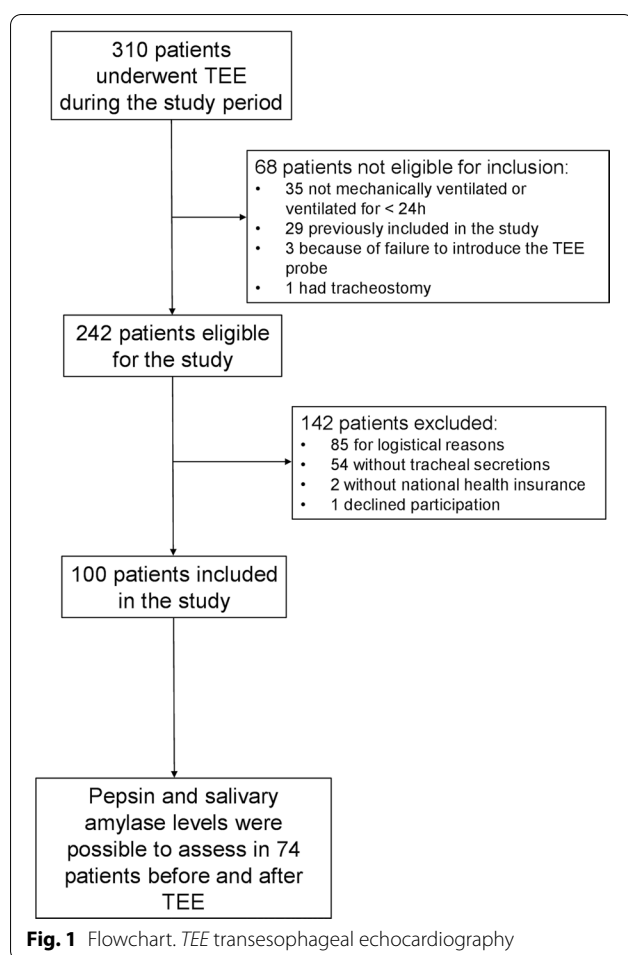 310 patients
underwent TEE
during the study period
68 patients not eligible for inclusion:
• 35 not mechanically ventilated or
ventilated for < 24h
• 29 previously included in the study
• 3 because of failure to introduce the TEE
probe
• 1 had tracheostomy
242 patients eligible
for the study
142 patients excluded:
• 85 for logistical reasons
• 54 without tracheal secretions
• 2 without national health insurance
• 1 declined participation
100 patients included
in the study
Pepsin and salivary
amylase levels were
possible to assess in 74
patients before and after
TEE
Fig. 1 Flowchart. TEE transesophageal echocardiography